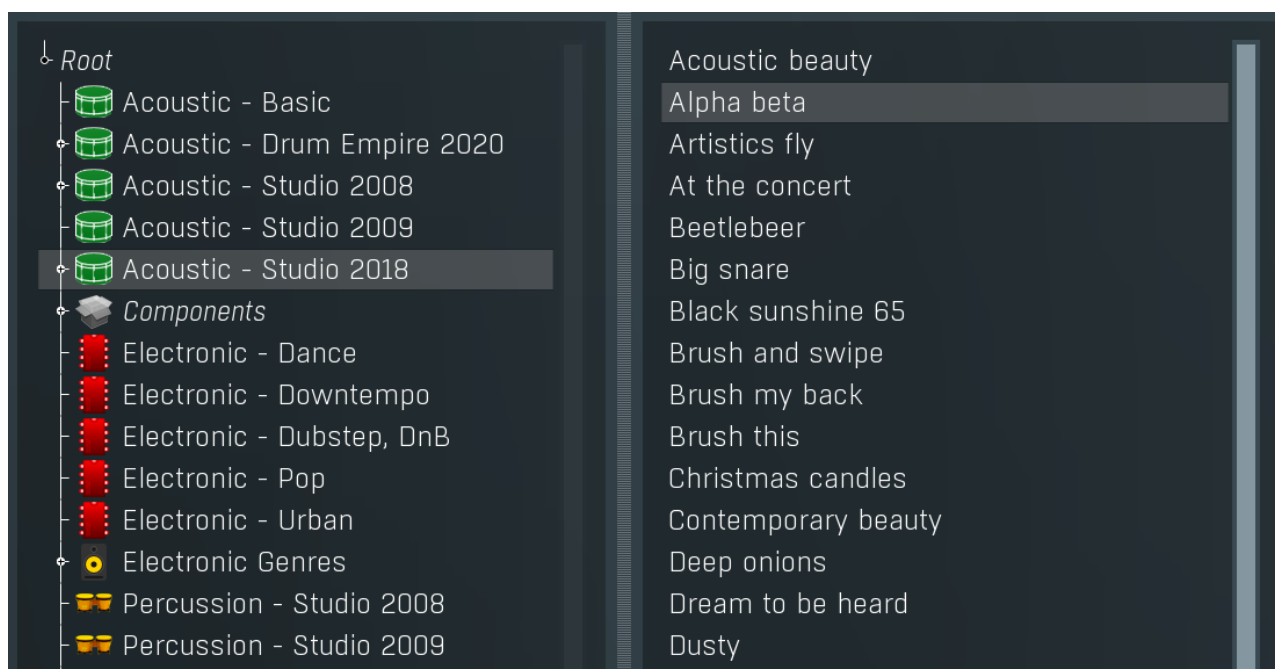 Root
Acoustic - Basic
Acoustic - Drum Empire 2020
Acoustic - Studio 2008
Acoustic - Studio 2009
Acoustic - Studio 2018
Components
Electronic - Dance
Electronic - Downtempo
Electronic - Dubstep, DnB
Electronic - Pop
Electronic - Urban
Electronic Genres
Percussion - Studio 2008
Percussion - Studio 2009
Acoustic beauty
Alpha beta
Artistics fly
At the concert
Beetlebeer
Big snare
Black sunshine 65
Brush and swipe
Brush my back
Brush this
Christmas candles
Contemporary beauty
Deep onions
Dream to be heard
Dusty